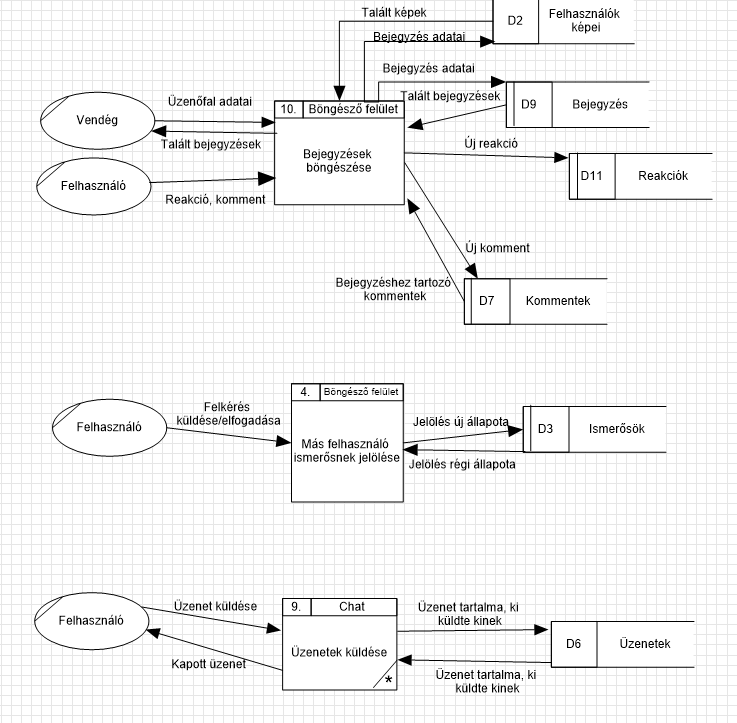 Talált képek
D2
Felhasználók
képei
Bejegyzés adatai
Bejegyzés adatai
Üzenőfal adatai
10.
Böngésző felület
Talált bejegyzések
D9
Bejegyzés
Vendég
Talált bejegyzések
Bejegyzések
böngészése
Új reakció
D11
Reakciók
Felhasználó
Reakció, komment
Új komment
Bejegyzéshez tartozó
kommentek
D7
Kommentek
4.
Böngésző felület
Felkérés
küldése/elfogadása
Felhasználó
Más felhasználó
ismerősnek jelölése
Jelölés új állapota
D3
Ismerősök
Jelölés régi állapota
Üzenet küldése
9.
Chat
Üzenet tartalma, ki
küldte kinek
Felhasználó
Üzenetek küldése
D6
Üzenetek
Kapott üzenet
*
Üzenet tartalma, ki
küldte kinek